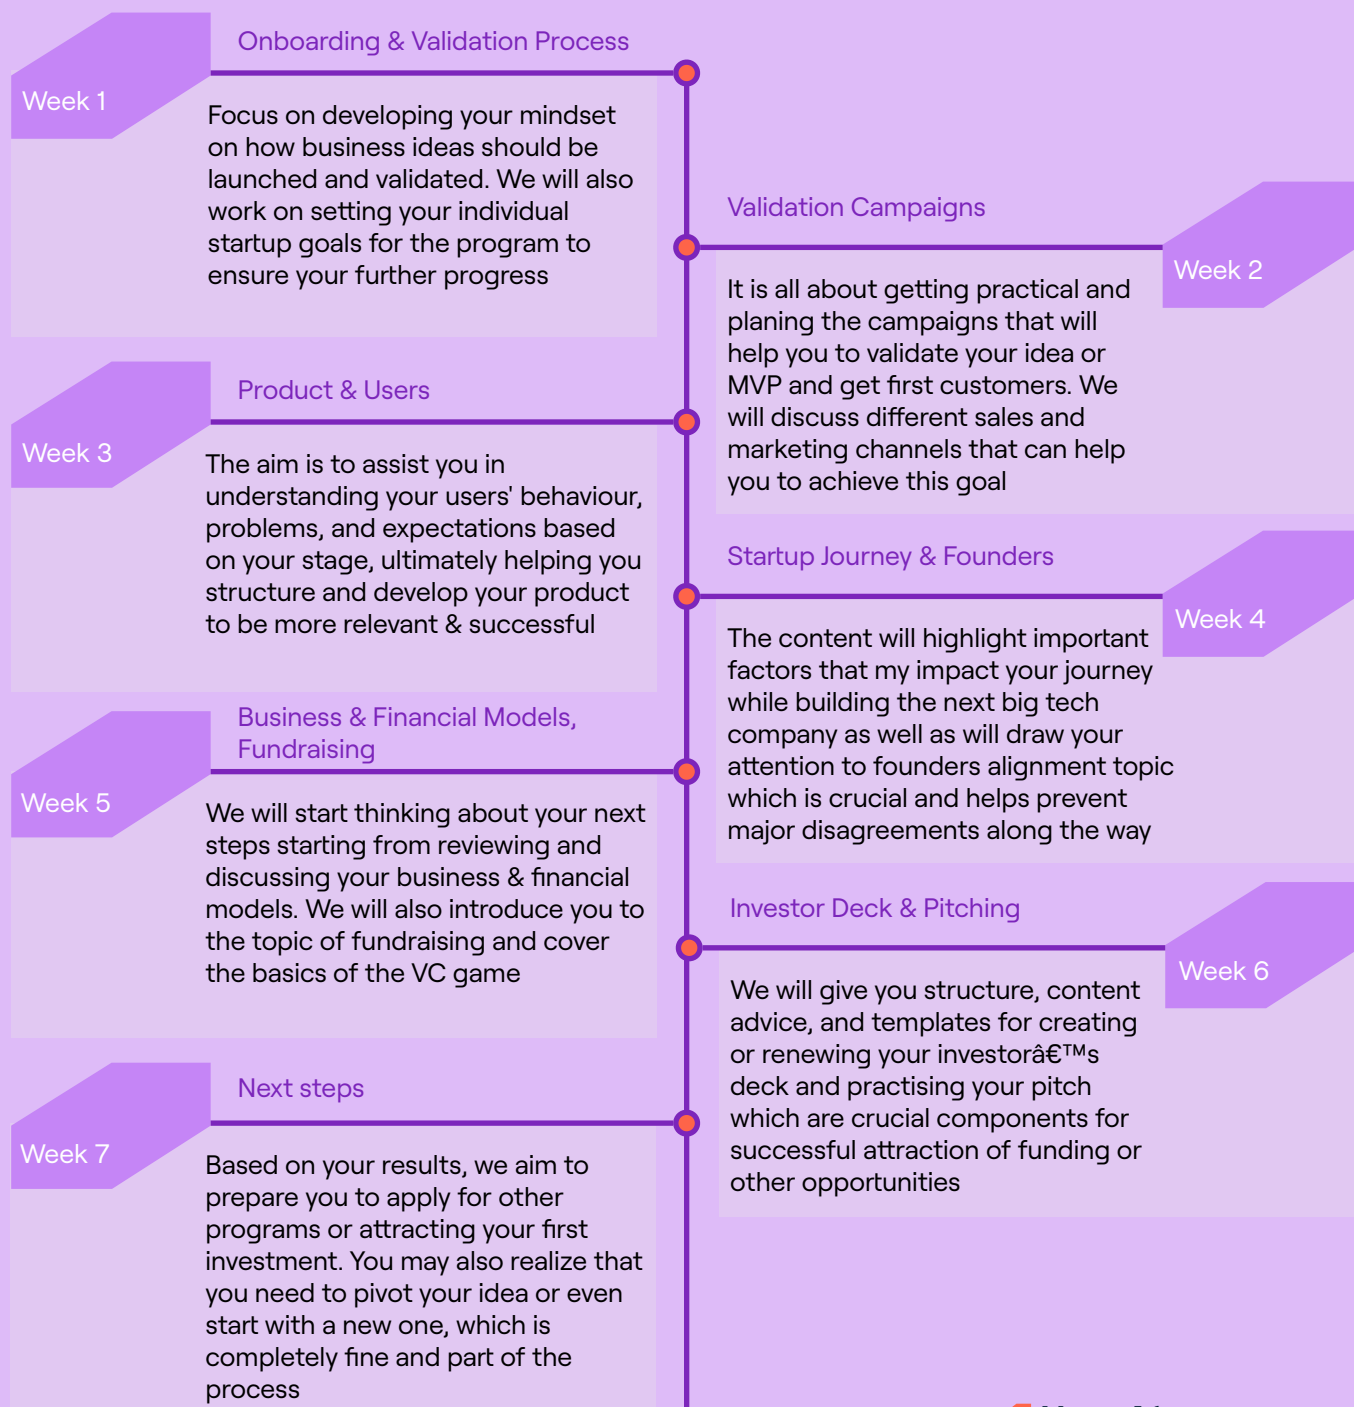 Onboarding & Validation Process
Week 1
Focus on developing your mindset
on how business ideas should be
launched and validated. We will also
work on setting your individual
startup goals for the program to
ensure your further progress
Validation Campaigns
Week 2
It is all about getting practical and
planing the campaigns that will
help you to validate your idea or
MVP and get first customers. We
will discuss different sales and
marketing channels that can help
you to achieve this goal
Product & Users
Week 3
The aim is to assist you in
understanding your users' behaviour,
problems, and expectations based
on your stage, ultimately helping you
structure and develop your product
to be more relevant & successful
Startup Journey & Founders
Week 4
The content will highlight important
factors that my impact your journey
while building the next big tech
company as well as will draw your
attention to founders alignment topic
which is crucial and helps prevent
major disagreements along the way
Business & Financial Models,
Fundraising
Week 5
We will start thinking about your next
steps starting from reviewing and
discussing your business & financial
models. We will also introduce you to
the topic of fundraising and cover
the basics of the VC game
Investor Deck & Pitching
Week 6
We will give you structure, content
advice, and templates for creating
or renewing your investorâ€™s
deck and practising your pitch
which are crucial components for
successful attraction of funding or
other opportunities
Next steps
Week 7
Based on your results, we aim to
prepare you to apply for other
programs or attracting your first
investment. You may also realize that
you need to pivot your idea or even
start with a new one, which is
completely fine and part of the
process